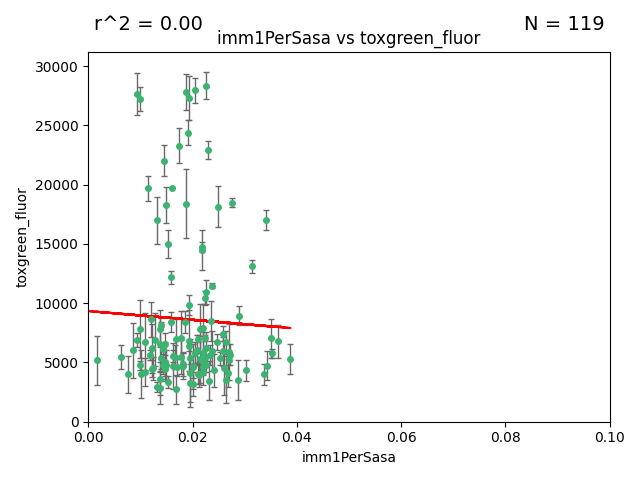 r^2 = 0.00
N = 119
imm1PerSasa vs toxgreen_fluor
30000
25000
20000
15000
10000
5000
0
toxgreen_fluor
0.00
0.02
0.04
0.06
0.08
0.10
imm1PerSasa